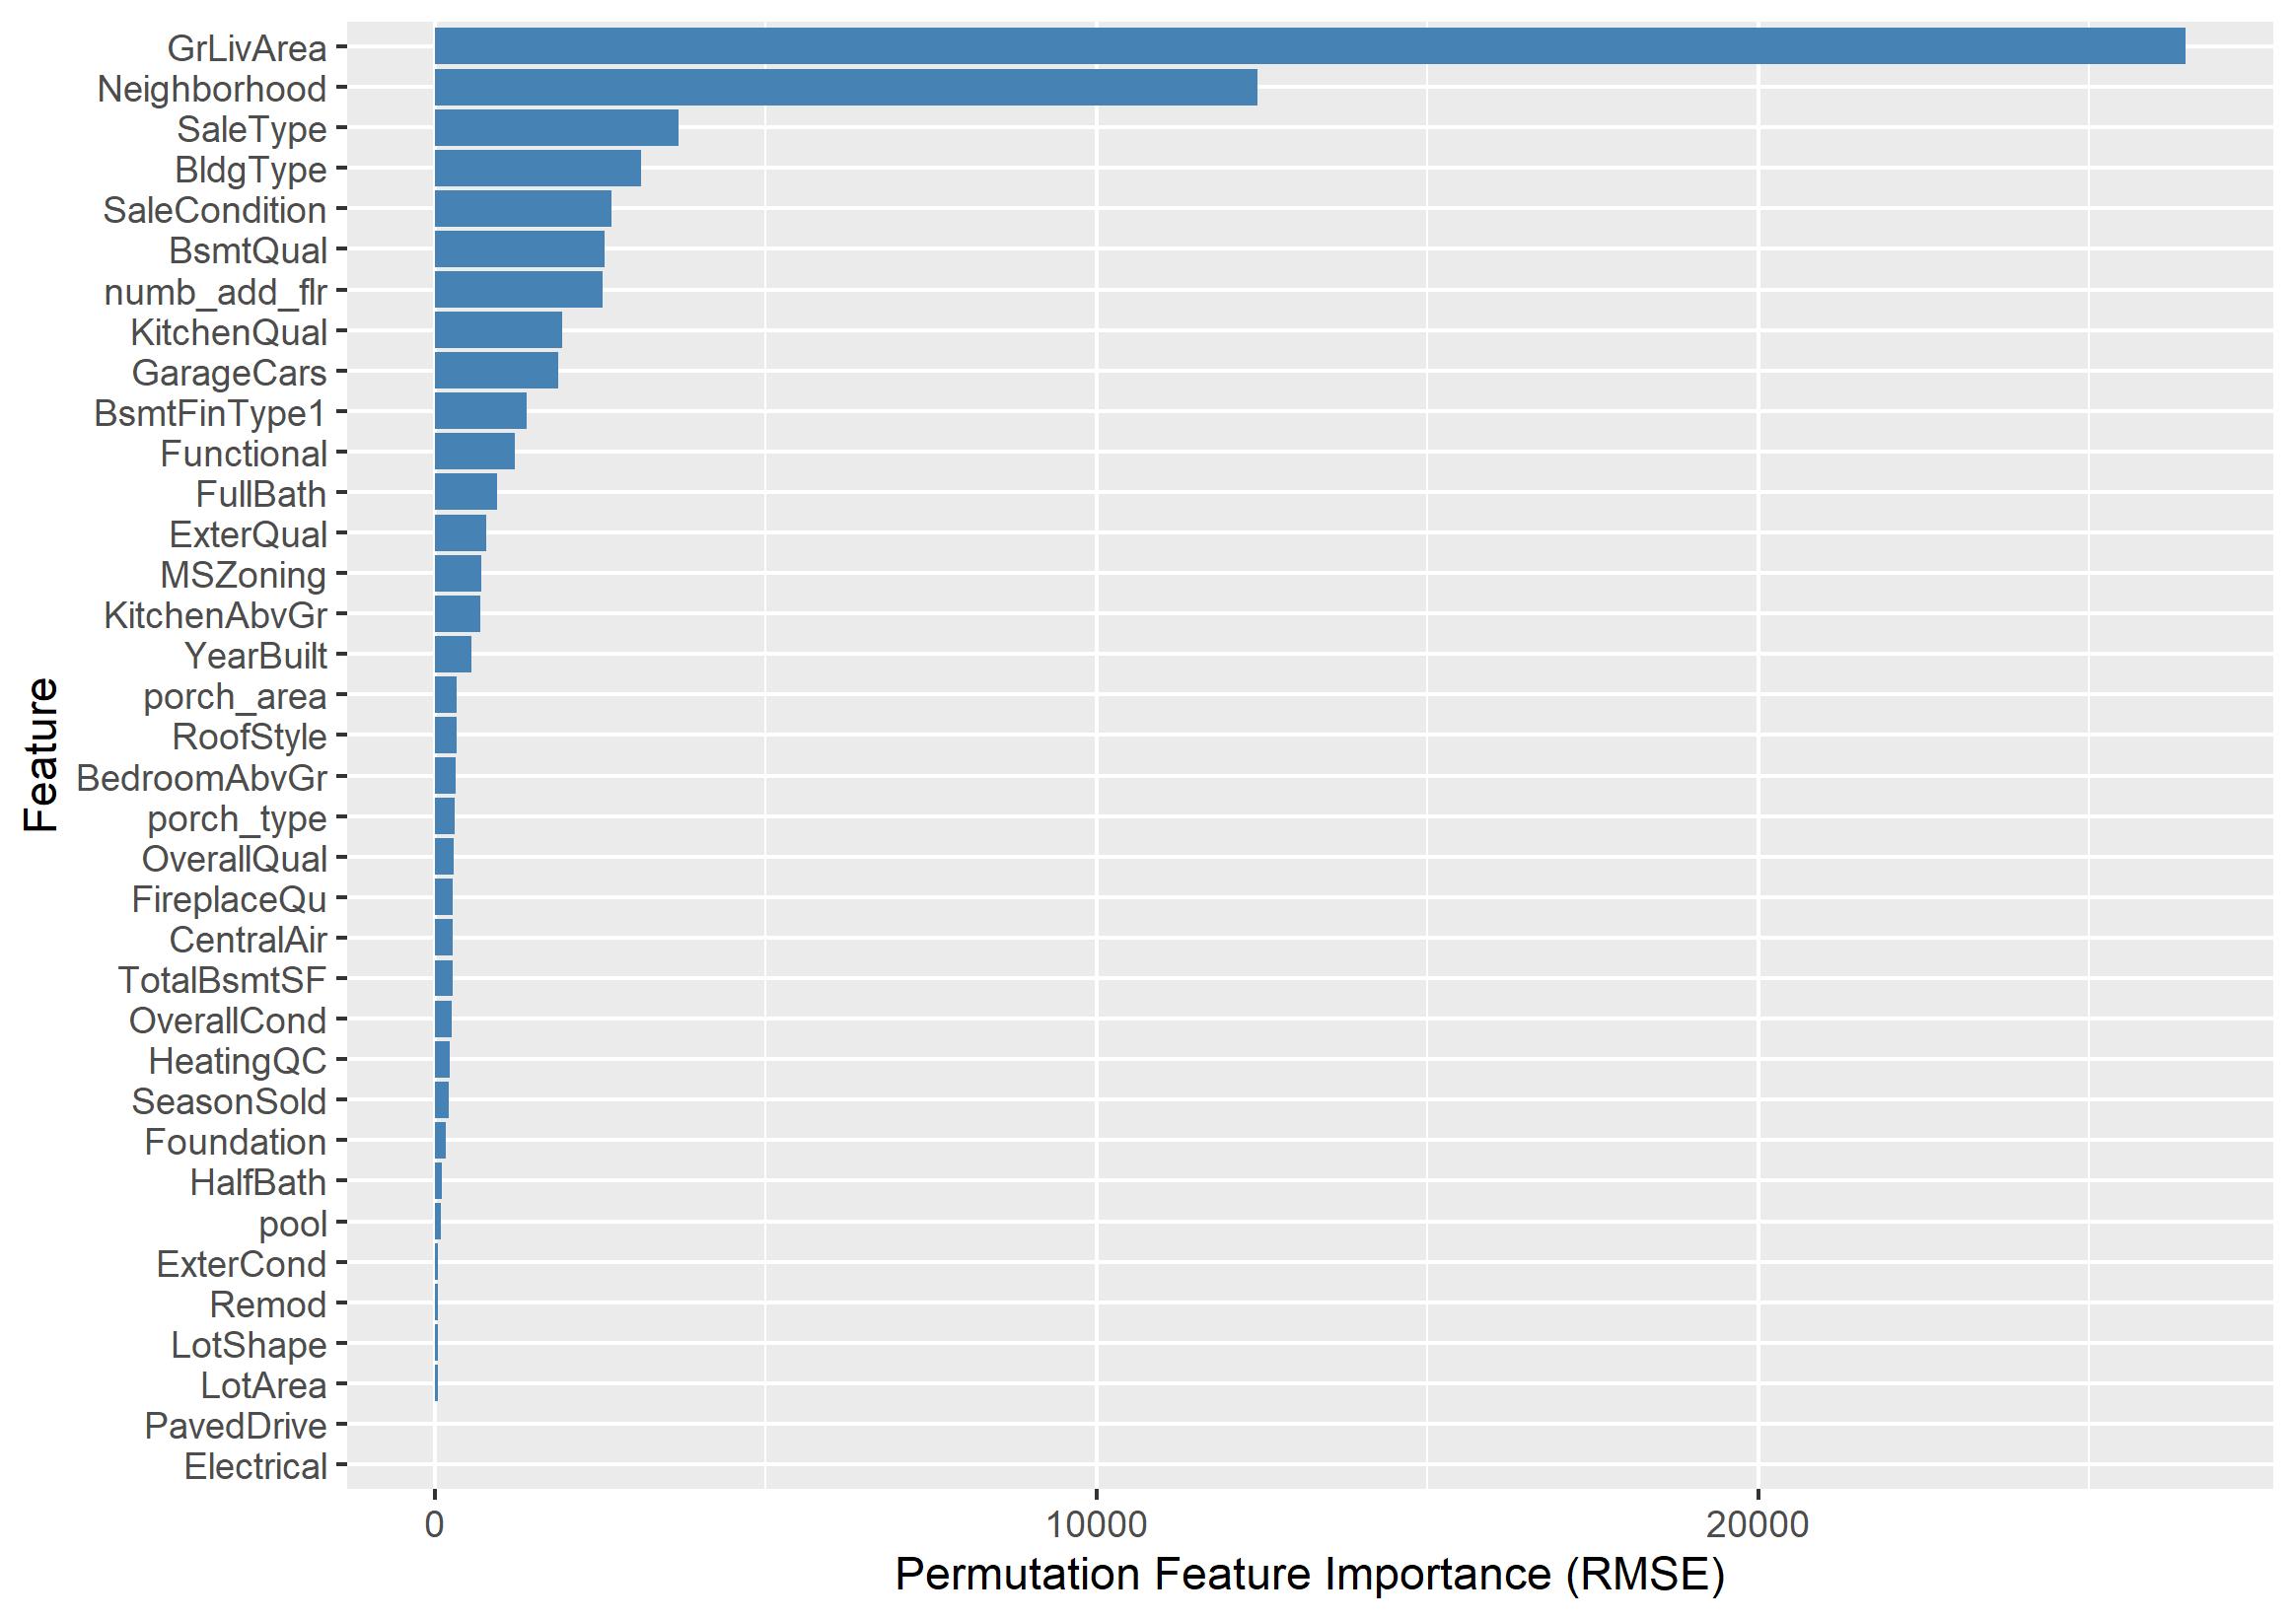 GrLivArea
Neighborhood
SaleType
BldgType
SaleCondition
BsmtQual
numb_add_flr
KitchenQual
GarageCars
BsmtFinType1
Functional
FullBath
ExterQual
MSZoning
KitchenAbvGr
YearBuilt
porch_area
RoofStyle
BedroomAbvGr
porch_type
OverallQual
FireplaceQu
CentralAir
TotalBsmtSF
OverallCond
HeatingQC
SeasonSold
Foundation
HalfBath
pool
ExterCond
Remod
LotShape
LotArea
PavedDrive
Electrical
Feature
0 10000 20000
Permutation Feature Importance (RMSE)